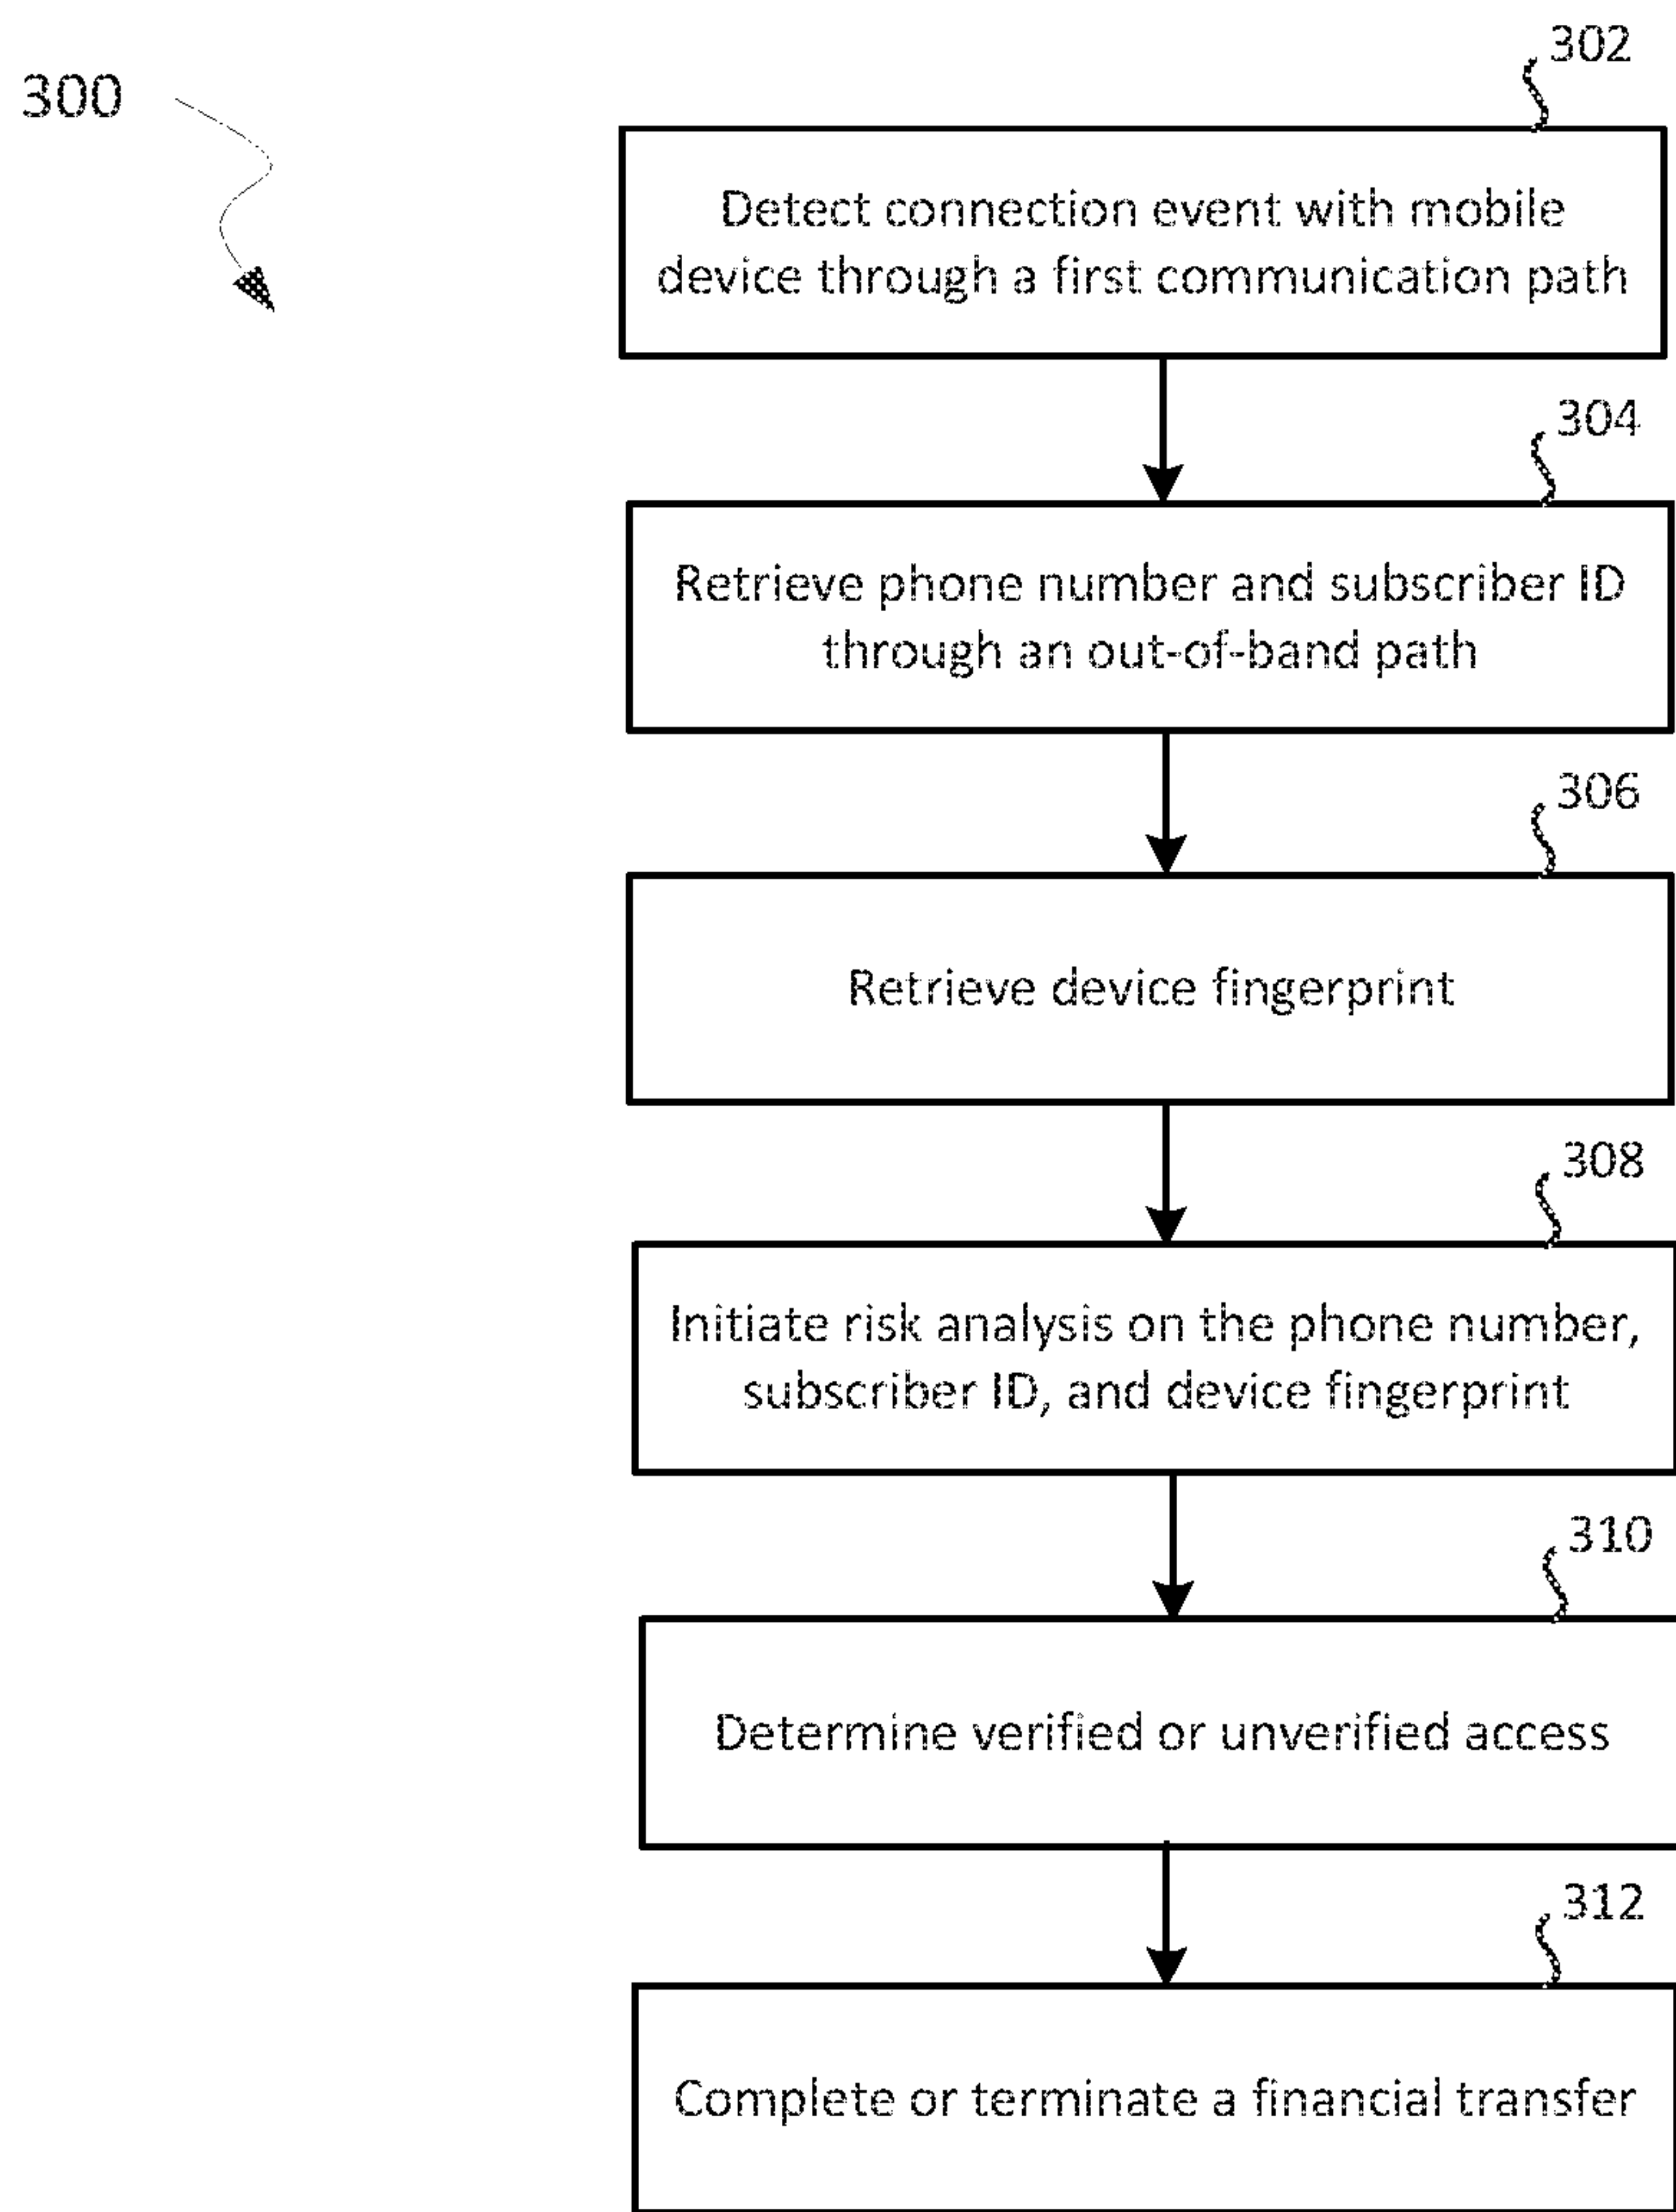 300
302
Detect connection event with mobile
device through a first communication path
304
Retrieve phone number and subscriber ID
through an out-of-band path
306
Retrieve device fingerprint
308
Initiate risk analysis on the phone number,
subscriber ID, and device fingerprint
310
Determine verified or unverified access
312
Complete or terminate a financial transfer